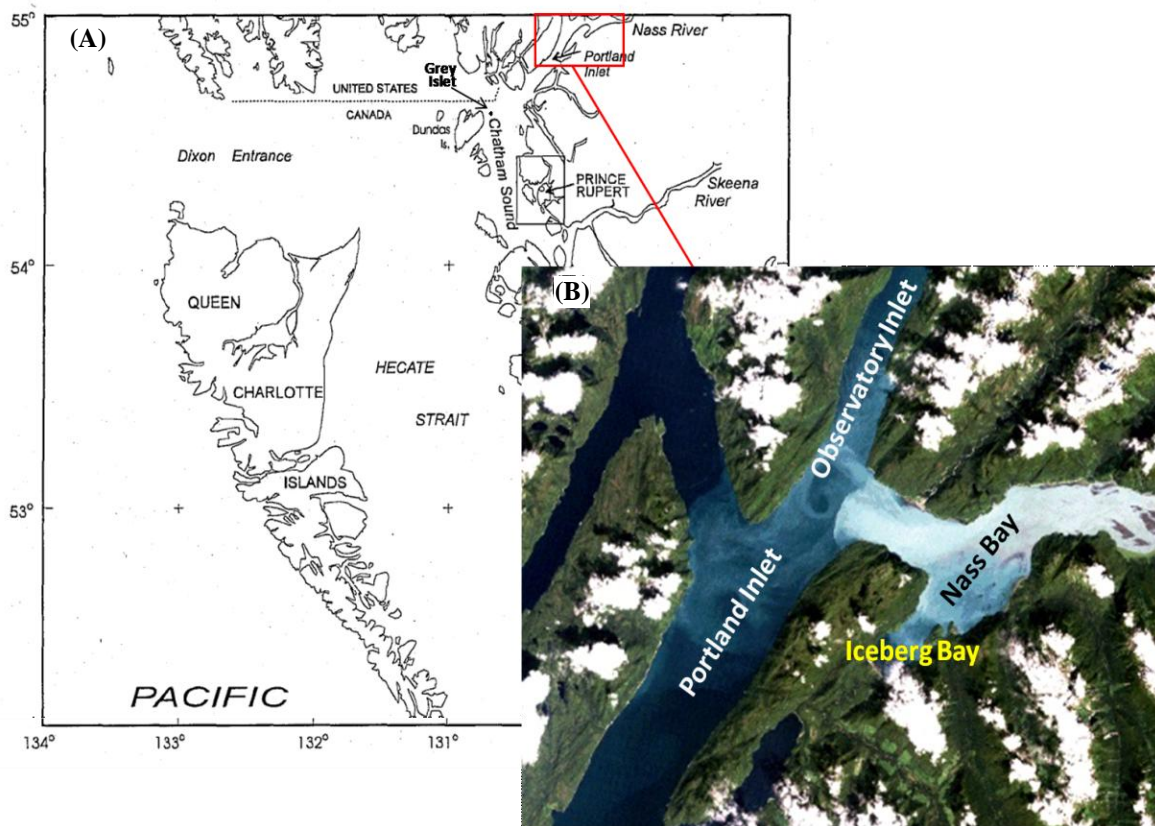 55°
(A)
Nass River
Portland
Inlet
Grey
Islet
UNITED STATES
CANADA
Dundas
Is.
Chatham Sound
Dixon Entrance
PRINCE
RUPERT
Skeena
River
54°
QUEEN
CHARLOTTE
ISLANDS
HECATE
STRAIT
53°
PACIFIC
134°
133°
132°
131°
(B)
Observatory Inlet
Nass Bay
Portland Inlet
Iceberg Bay